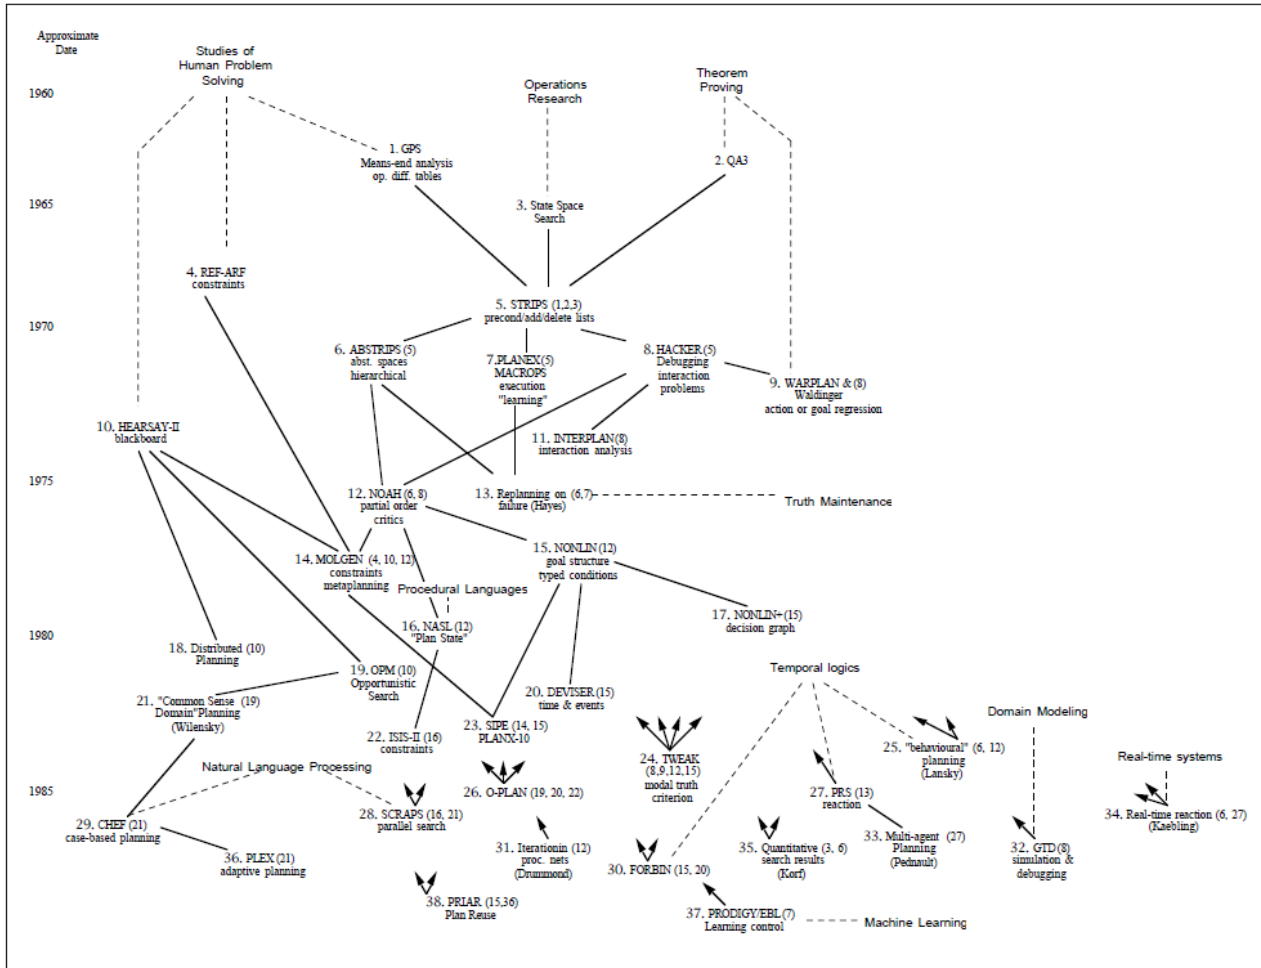 Approximate
Date
Studies of
Human Problem
Solving
Operations
Research
Theorem
Proving
1960
1. GPS
Means-end analysis
op. diff. tables
2. QA3
1965
3. State Space
Search
4. REF-ARF
constraints
5. STRIPS (1,2,3)
precond/add/delete lists
1970
6. ABSTRIPS (5)
abst. spaces
hierarchical
7.PLANEX (5)
MACROPS
execution
"learning"
8. HACKER (5)
Debugging
interaction
problems
9. WARPLAN & (8)
Waldinger
action or goal regression
10. HEARSAY-II
blackboard
11. INTERPLAN(8)
interaction analysis
1975
12. NOAH (6, 8)
partial order
critics
13. Replanning on (6,7)
failure (Hayes)
Truth Maintenance
14. MOLGEN (4, 10, 12)
constraints
metaplanning
15. NONLIN (12)
goal structure
typed conditions
Procedural Languages
16. NASL (12)
"Plan State"
17. NONLIN+ (15)
decision graph
1980
18. Distributed (10)
Planning
19. OPM (10)
Opportunistic
Search
Temporal logics
20. DEVISER (15)
time & events
21. "Common Sense (19)
Domain"Planning
(Wilensky)
22. ISIS-II (16)
constraints
23. SIPE (14, 15)
PLANX-10
24. TWEAK
(8,9,12,15)
modal truth
criterion
Domain Modeling
25. "behavioural" (6, 12)
planning
(Lansky)
Real-time systems
Natural Language Processing
1985
26. O-PLAN (19, 20, 22)
27. PRS (13)
reaction
28. SCRAPS (16, 21)
parallel search
29. CHEF (21)
case-based planning
34. Real-time reaction (6, 27)
(Kaebling)
31. Iterationin (12)
proc. nets
(Drummond)
35. Quantitative (3, 6)
search results
(Korf)
33. Multi-agent (27)
Planning
(Pednault)
32. GTD (8)
simulation &
debugging
36. PLEX (21)
adaptive planning
30. FORBIN (15, 20)
38. PRIAR (15,36)
Plan Reuse
37. PRODIGY/EBL (7)
Learning control
Machine Learning